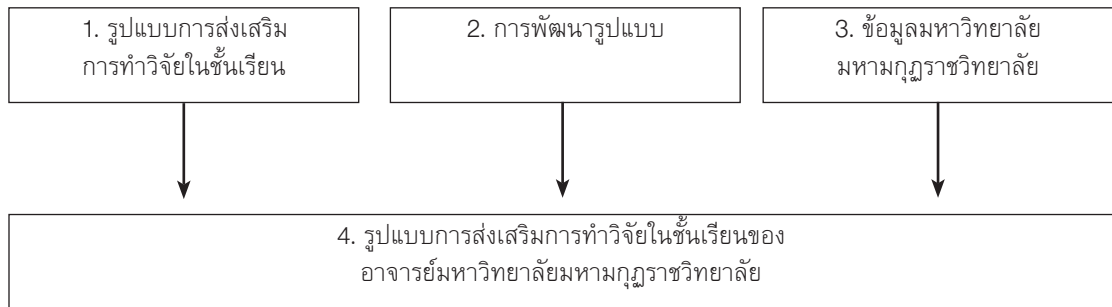 1. รูปแบบการส่งเสริม
การทำวิจัยในชั้นเรียน
2. การพัฒนารูปแบบ
3. ข้อมูลมหาวิทยาลัย
มหามกุฏราชวิทยาลัย
4. รูปแบบการส่งเสริมการทำวิจัยในชั้นเรียนของ
อาจารย์มหาวิทยาลัยมหามกุฏราชวิทยาลัย